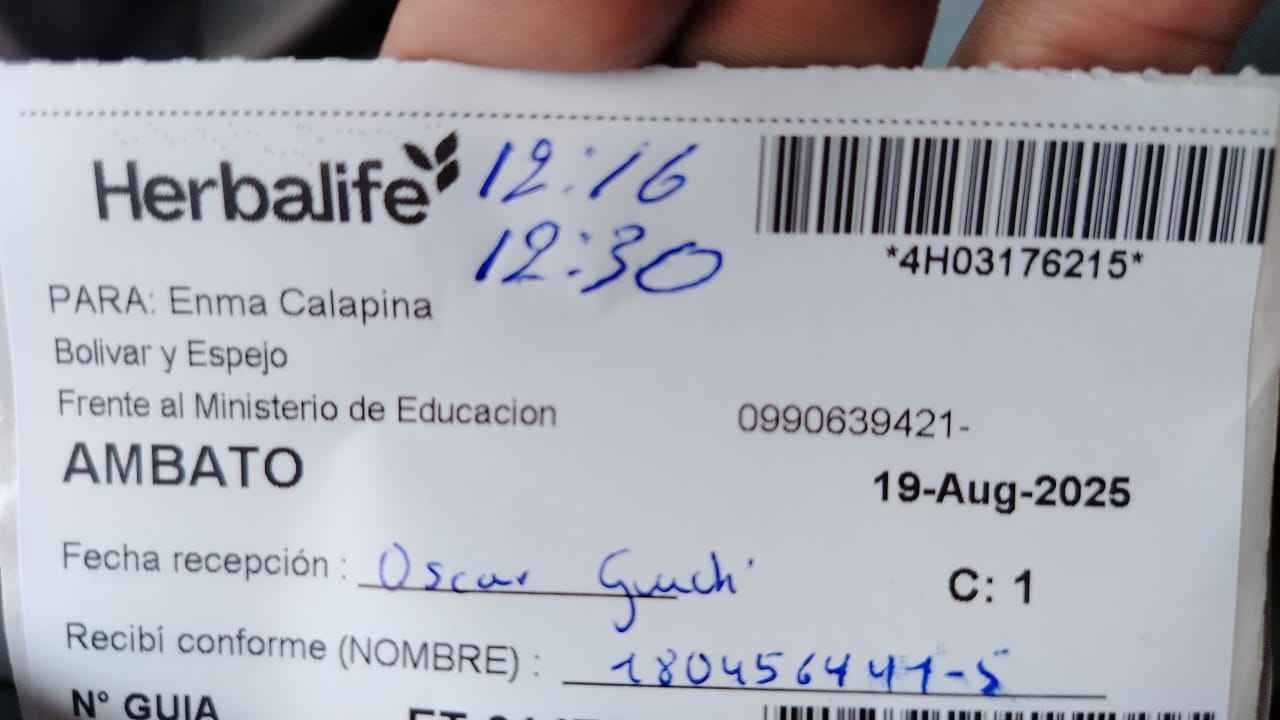 Herbalife
12:16
12:30
*4H03176215*
PARA: Enma Calapina
Bolivar y Espejo
Frente al Ministerio de Educacion
0990639421-
AMBATO
19-Aug-2025
Fecha recepción : Oscar
C: 1
Recibí conforme (NOMBRE) : 180456441-5
N° GUIA